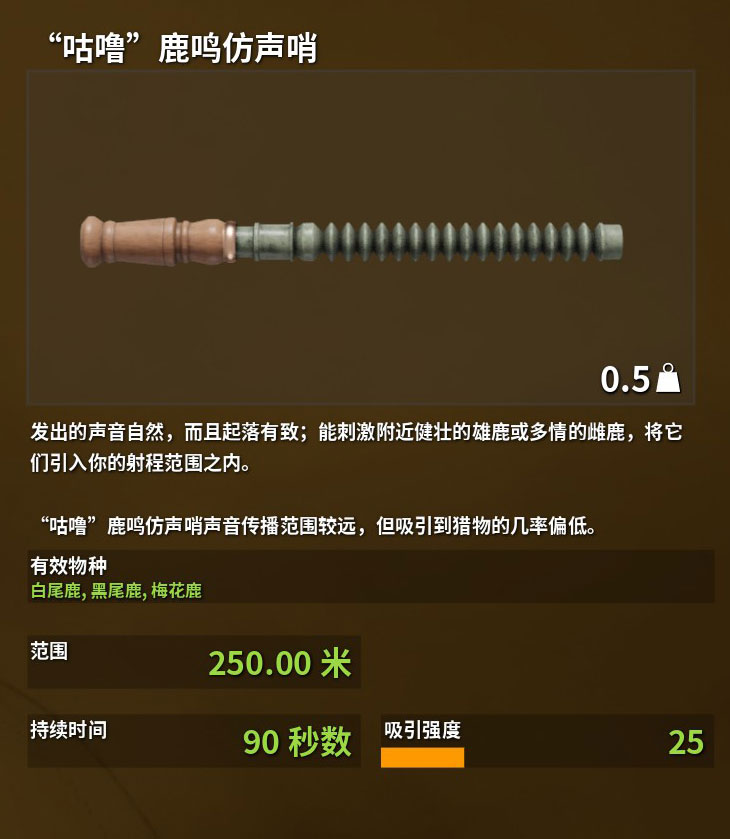 “咕噜”鹿鸣仿声哨
0.5
发出的声音自然，而且起落有致；能刺激附近健壮的雄鹿或多情的雌鹿，将它
们引入你的射程范围之内。
“咕噜”鹿鸣仿声哨声音传播范围较远，但吸引到猎物的几率偏低。
有效物种
白尾鹿, 黑尾鹿, 梅花鹿
范围
250.00 米
持续时间
90 秒数
吸引强度
25